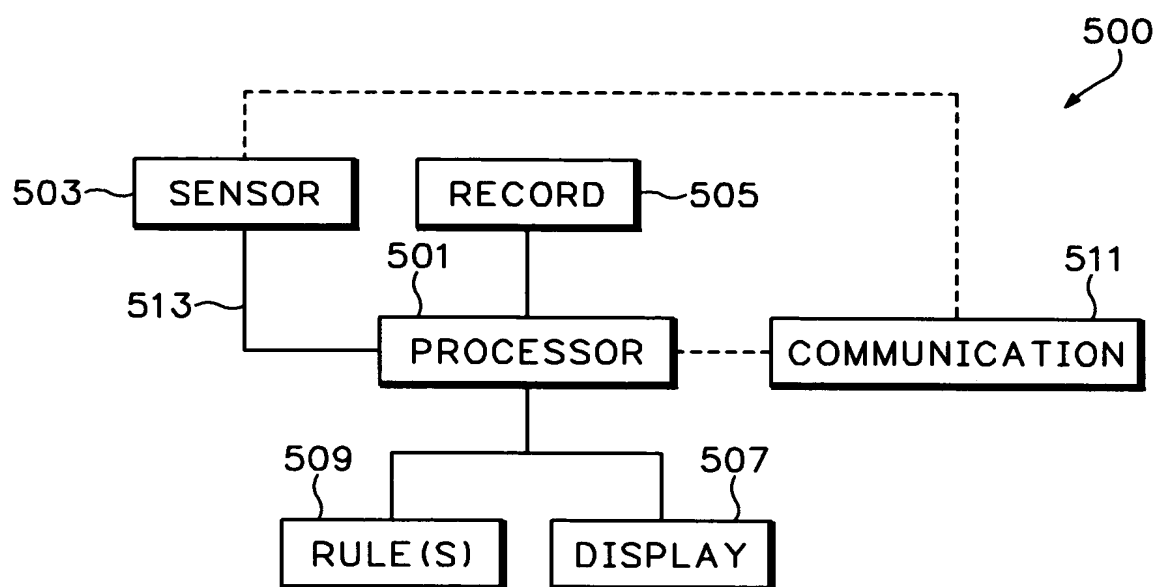 500
503
SENSOR
RECORD
505
501
511
513
PROCESSOR
COMMUNICATION
509
507
RULE(S)
DISPLAY